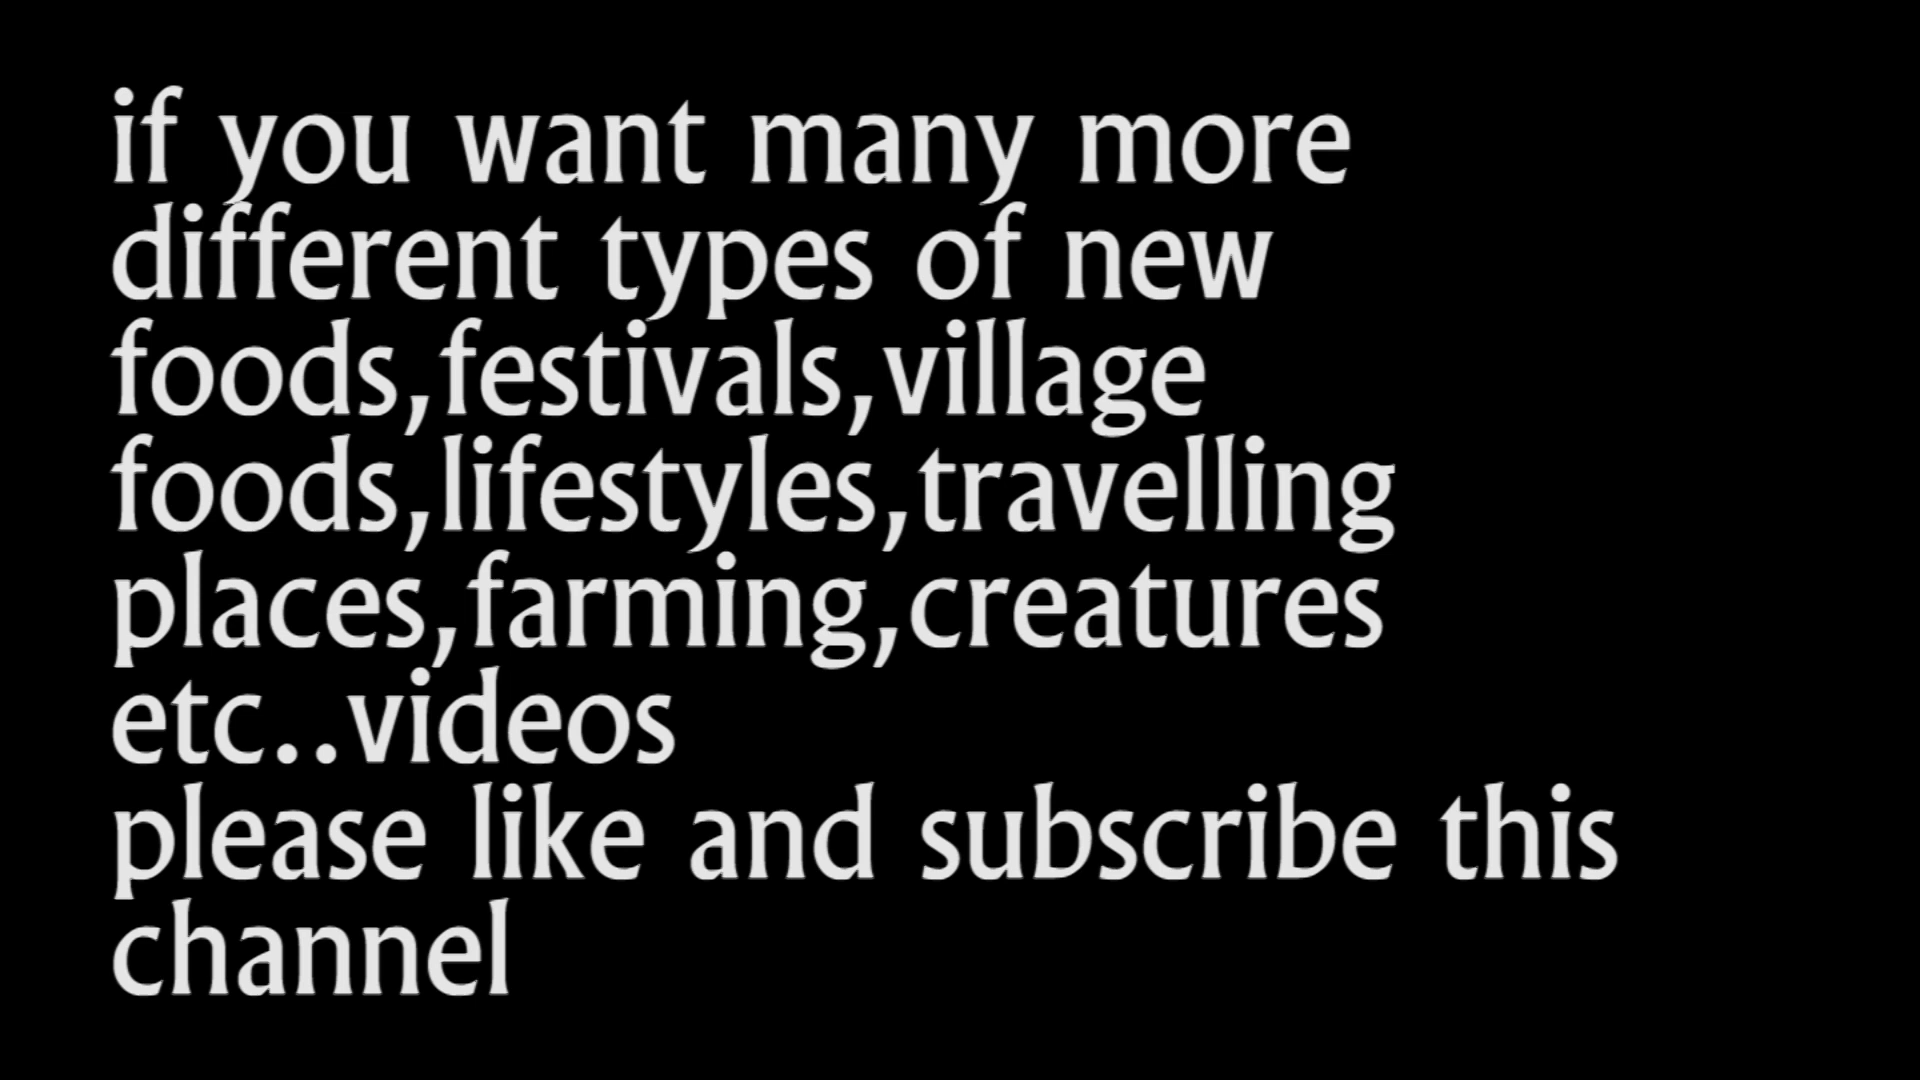 if you want many more
different types of new
foods,festivals,village
foods,lifestyles,travelling
places,farming,creatures
etc..videos
please like and subscribe this
channel